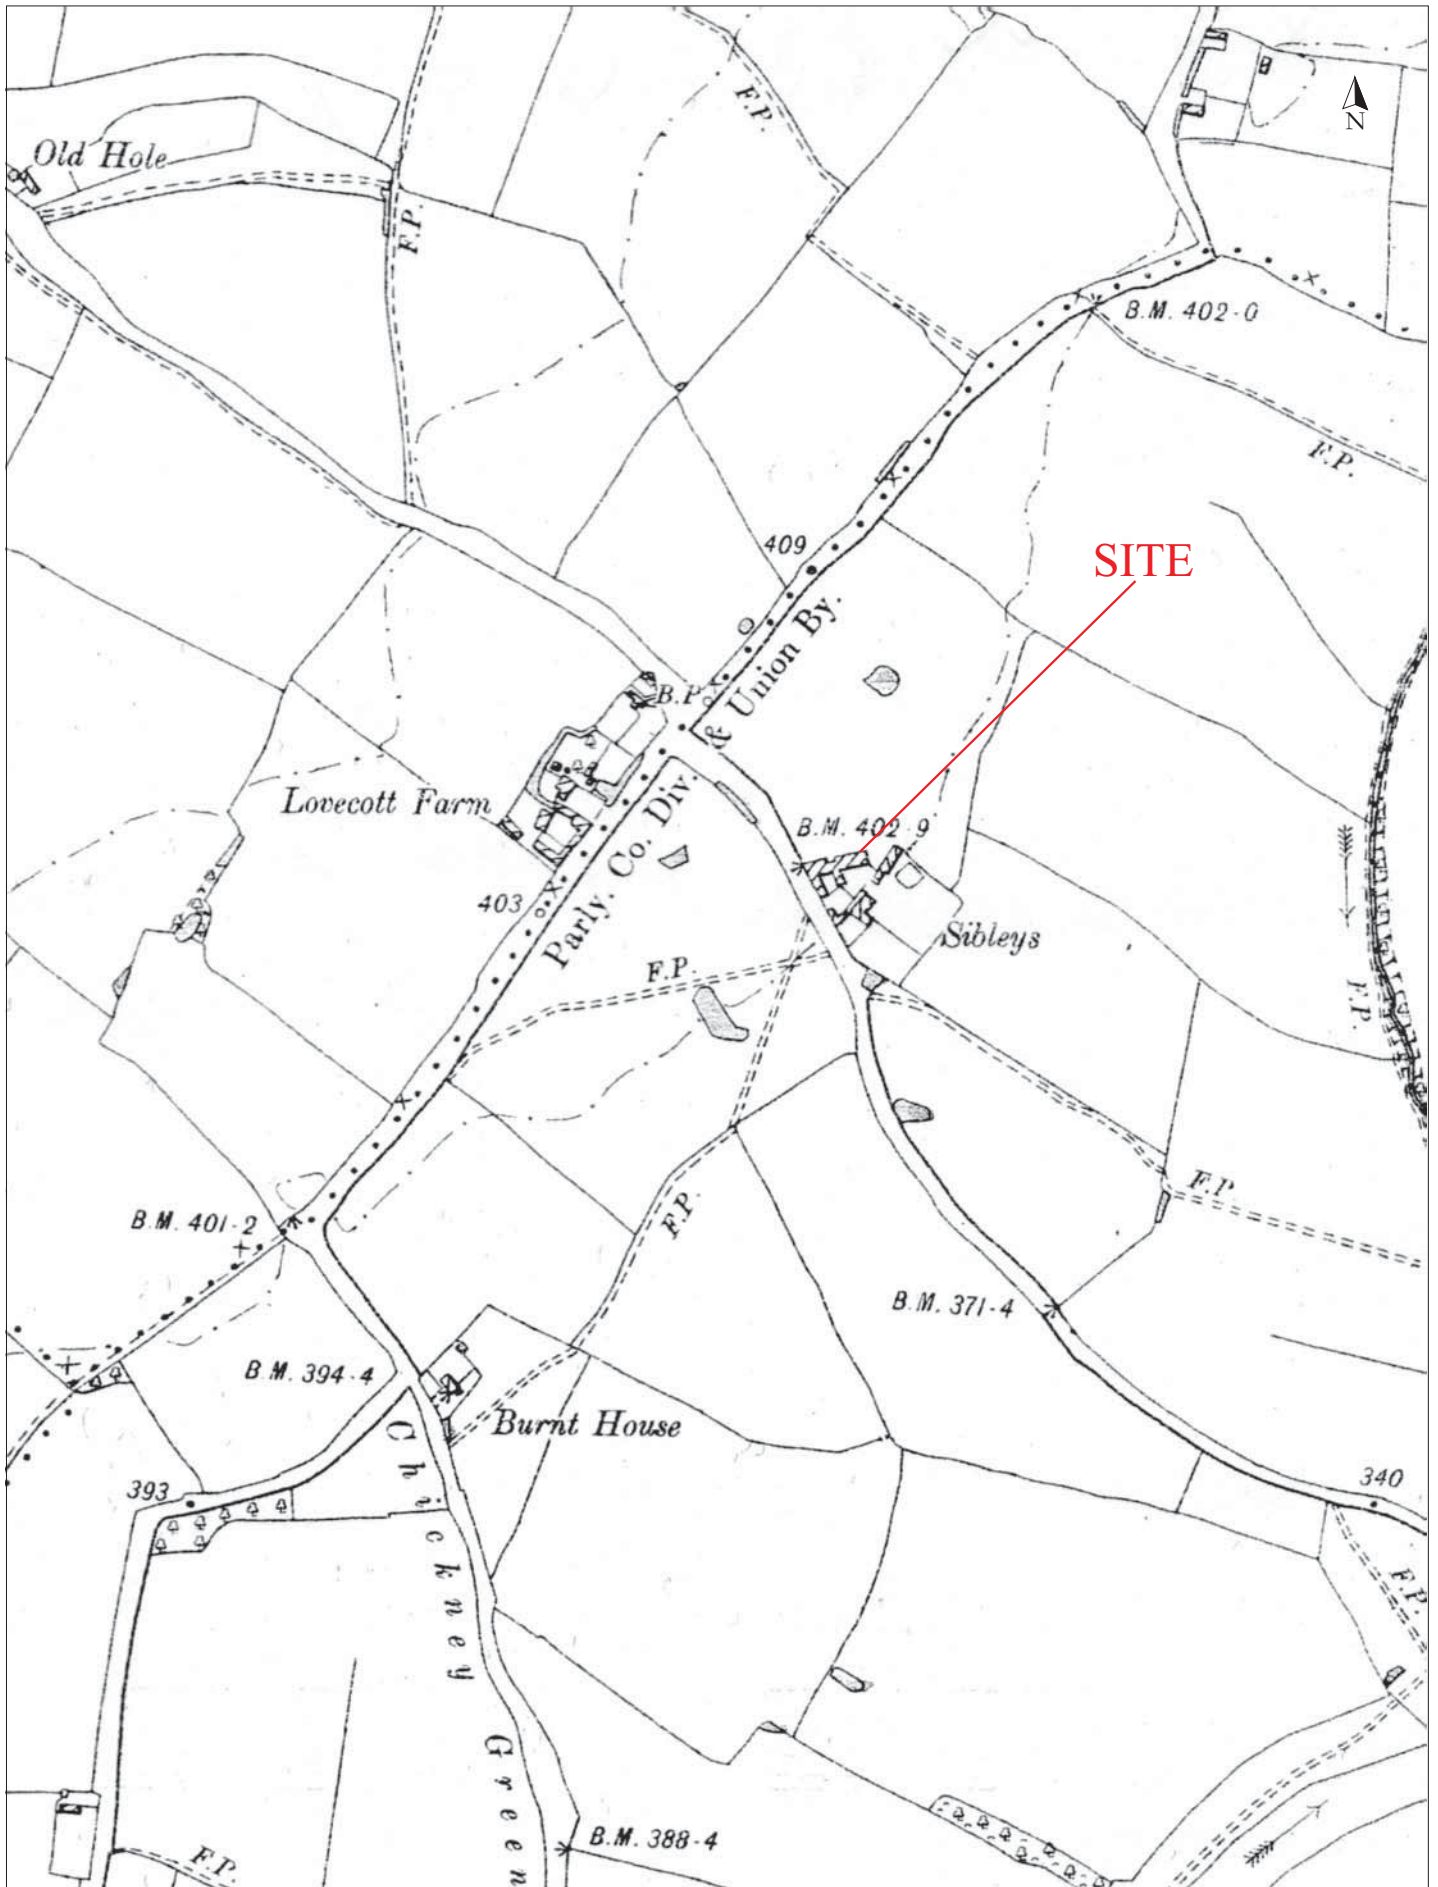 N
F.P.
Old Hole
F.P.
B.M. 402·0
F.P.
409
SITE
B.P.
Parly. Co. Div. & Union By.
Lovecott Farm
B.M. 402·9
403
Sibleys
F.P.
F.P.
F.P.
F.P.
B.M. 401·2
B.M. 371·4
B.M. 394·4
Burnt House
Chickney Green
393
340
F.P.
B.M. 388·4
F.P.